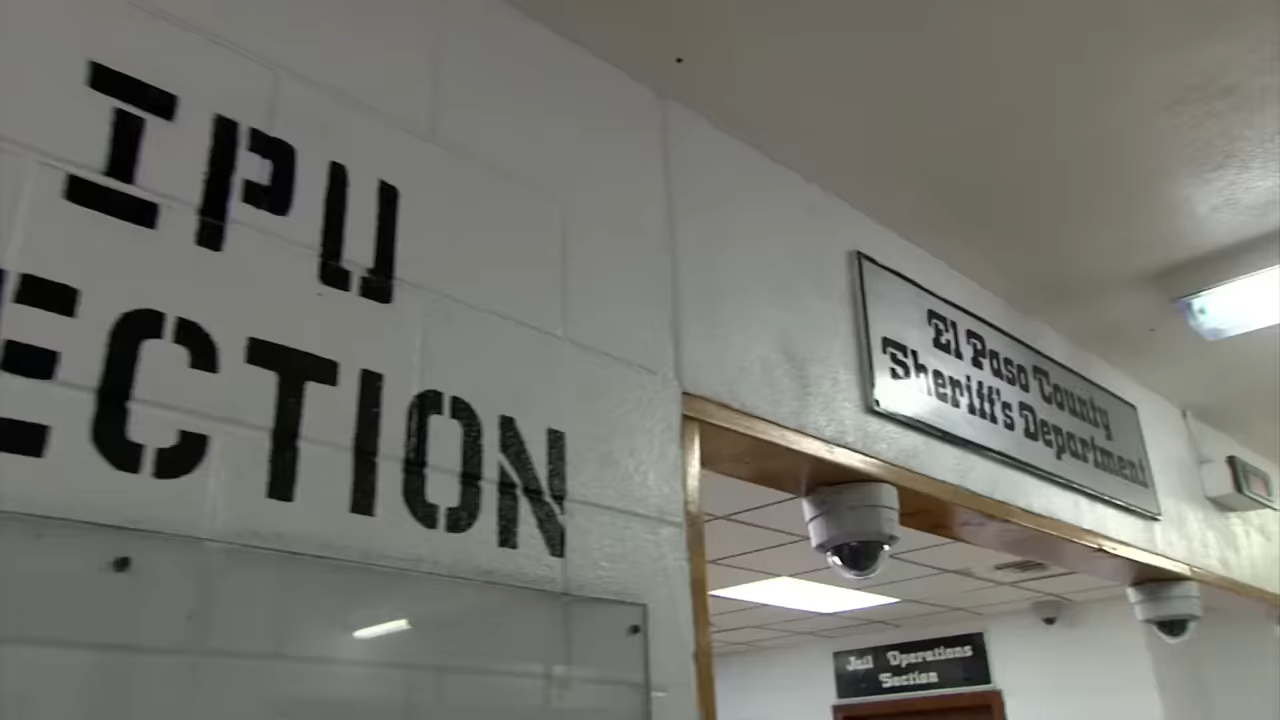 IPU
ECTION
El Paso County
Sheriff's Department
Jail Operations
Section